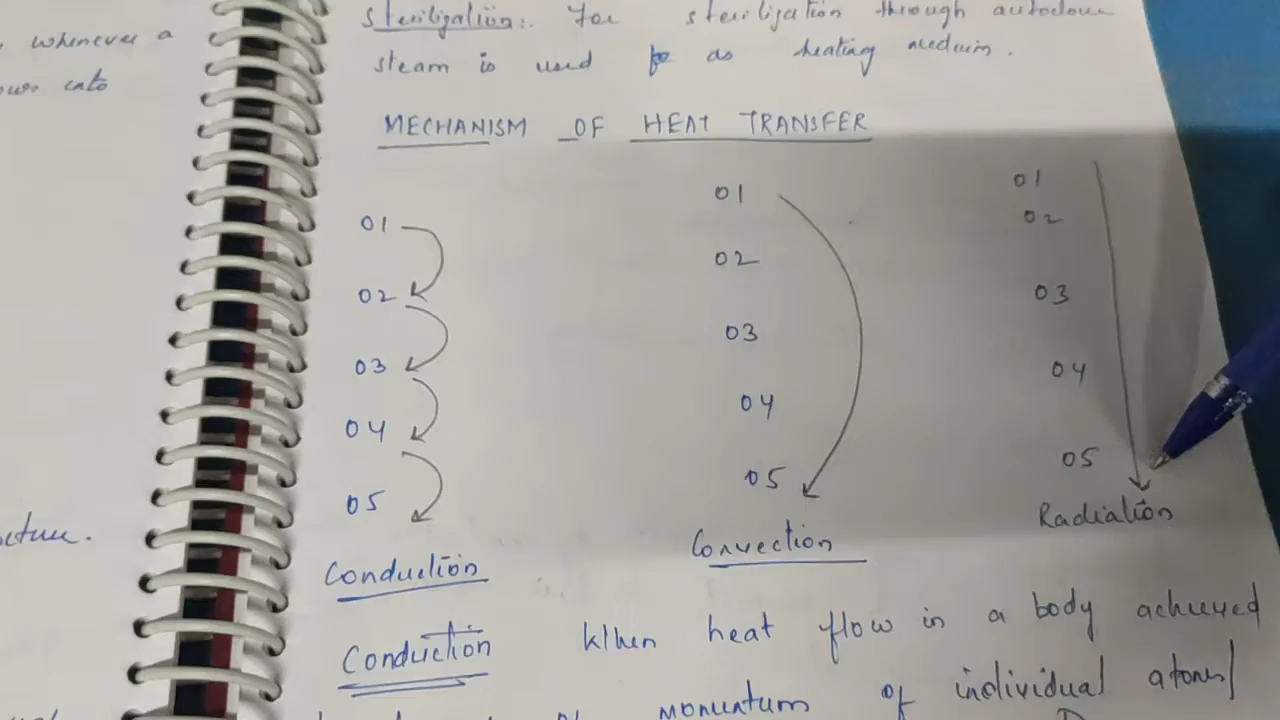 whenever a
into
Sterilization:. For sterilization through autoclave
steam is used as heating medium.
MECHANISM OF HEAT TRANSFER
01
02
03
04
05
Conduction
01
02
03
04
05
Convection
01
02
03
04
05
Radiation
Conduction When heat flow in a body achieved
momentum of individual atoms/